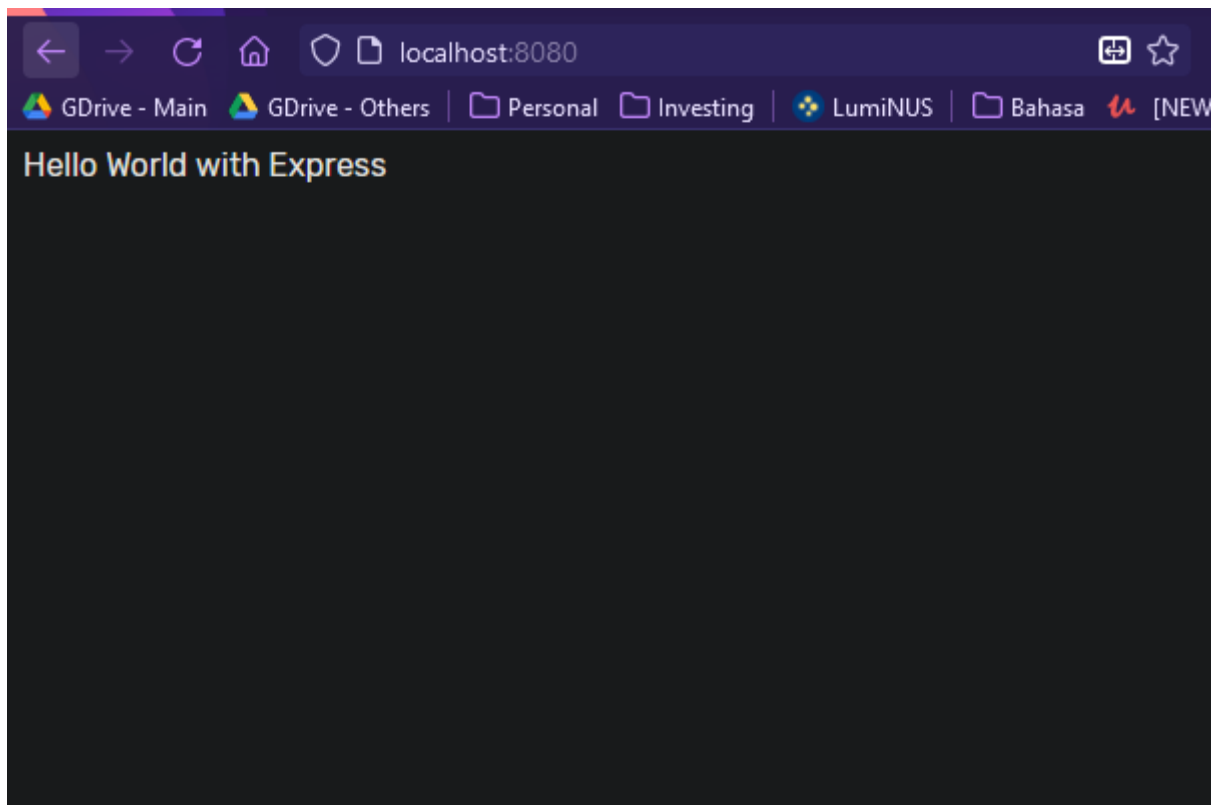 localhost:8080
GDrive - Main GDrive - Others Personal Investing LumiNUS Bahasa [NEW
Hello World with Express